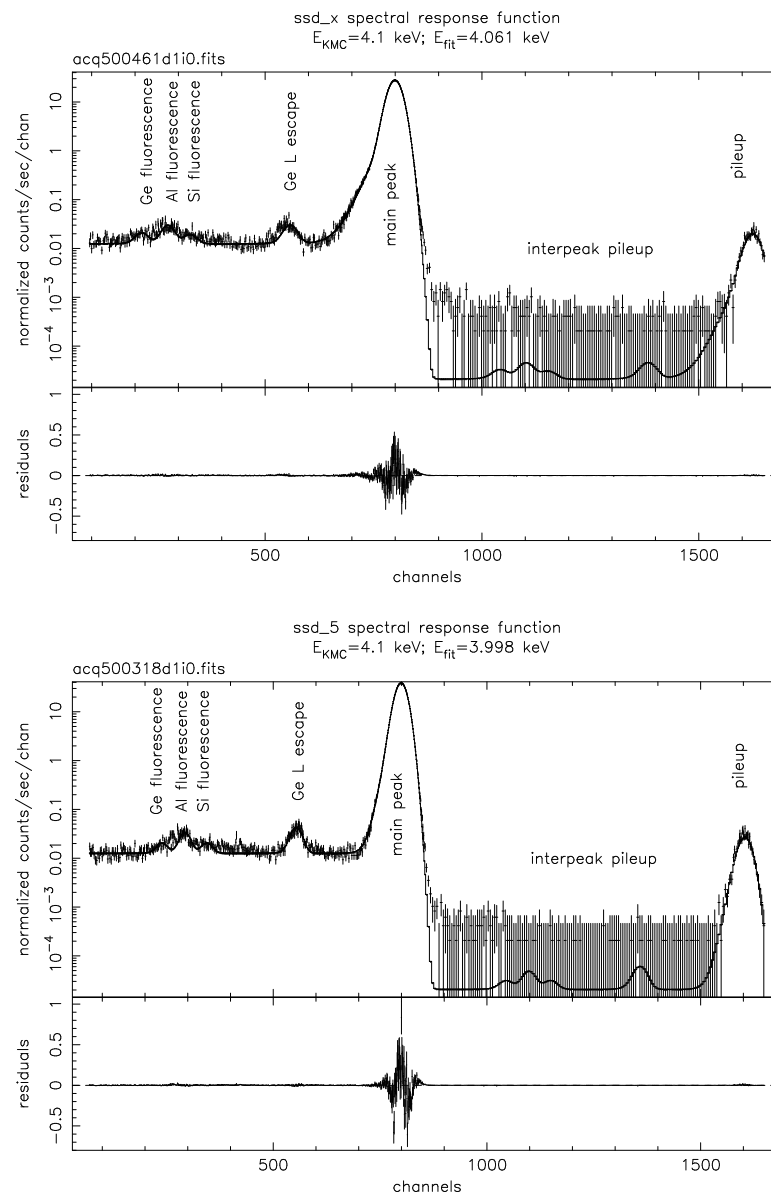 ssd_x spectral response function
E_KMC=4.1 keV; E_fit=4.061 keV
acq500461d1i0.fits
normalized counts/sec/chan
10
1
0.1
0.01
10^−3
10^−4
Ge fluorescence
Al fluorescence
Si fluorescence
Ge L escape
main peak
interpeak pileup
pileup
residuals
1
0.5
0
−0.5
500
1000
1500
channels
ssd_5 spectral response function
E_KMC=4.1 keV; E_fit=3.998 keV
acq500318d1i0.fits
normalized counts/sec/chan
10
1
0.1
0.01
10^−3
10^−4
Ge fluorescence
Al fluorescence
Si fluorescence
Ge L escape
main peak
interpeak pileup
pileup
residuals
1
0.5
0
−0.5
500
1000
1500
channels